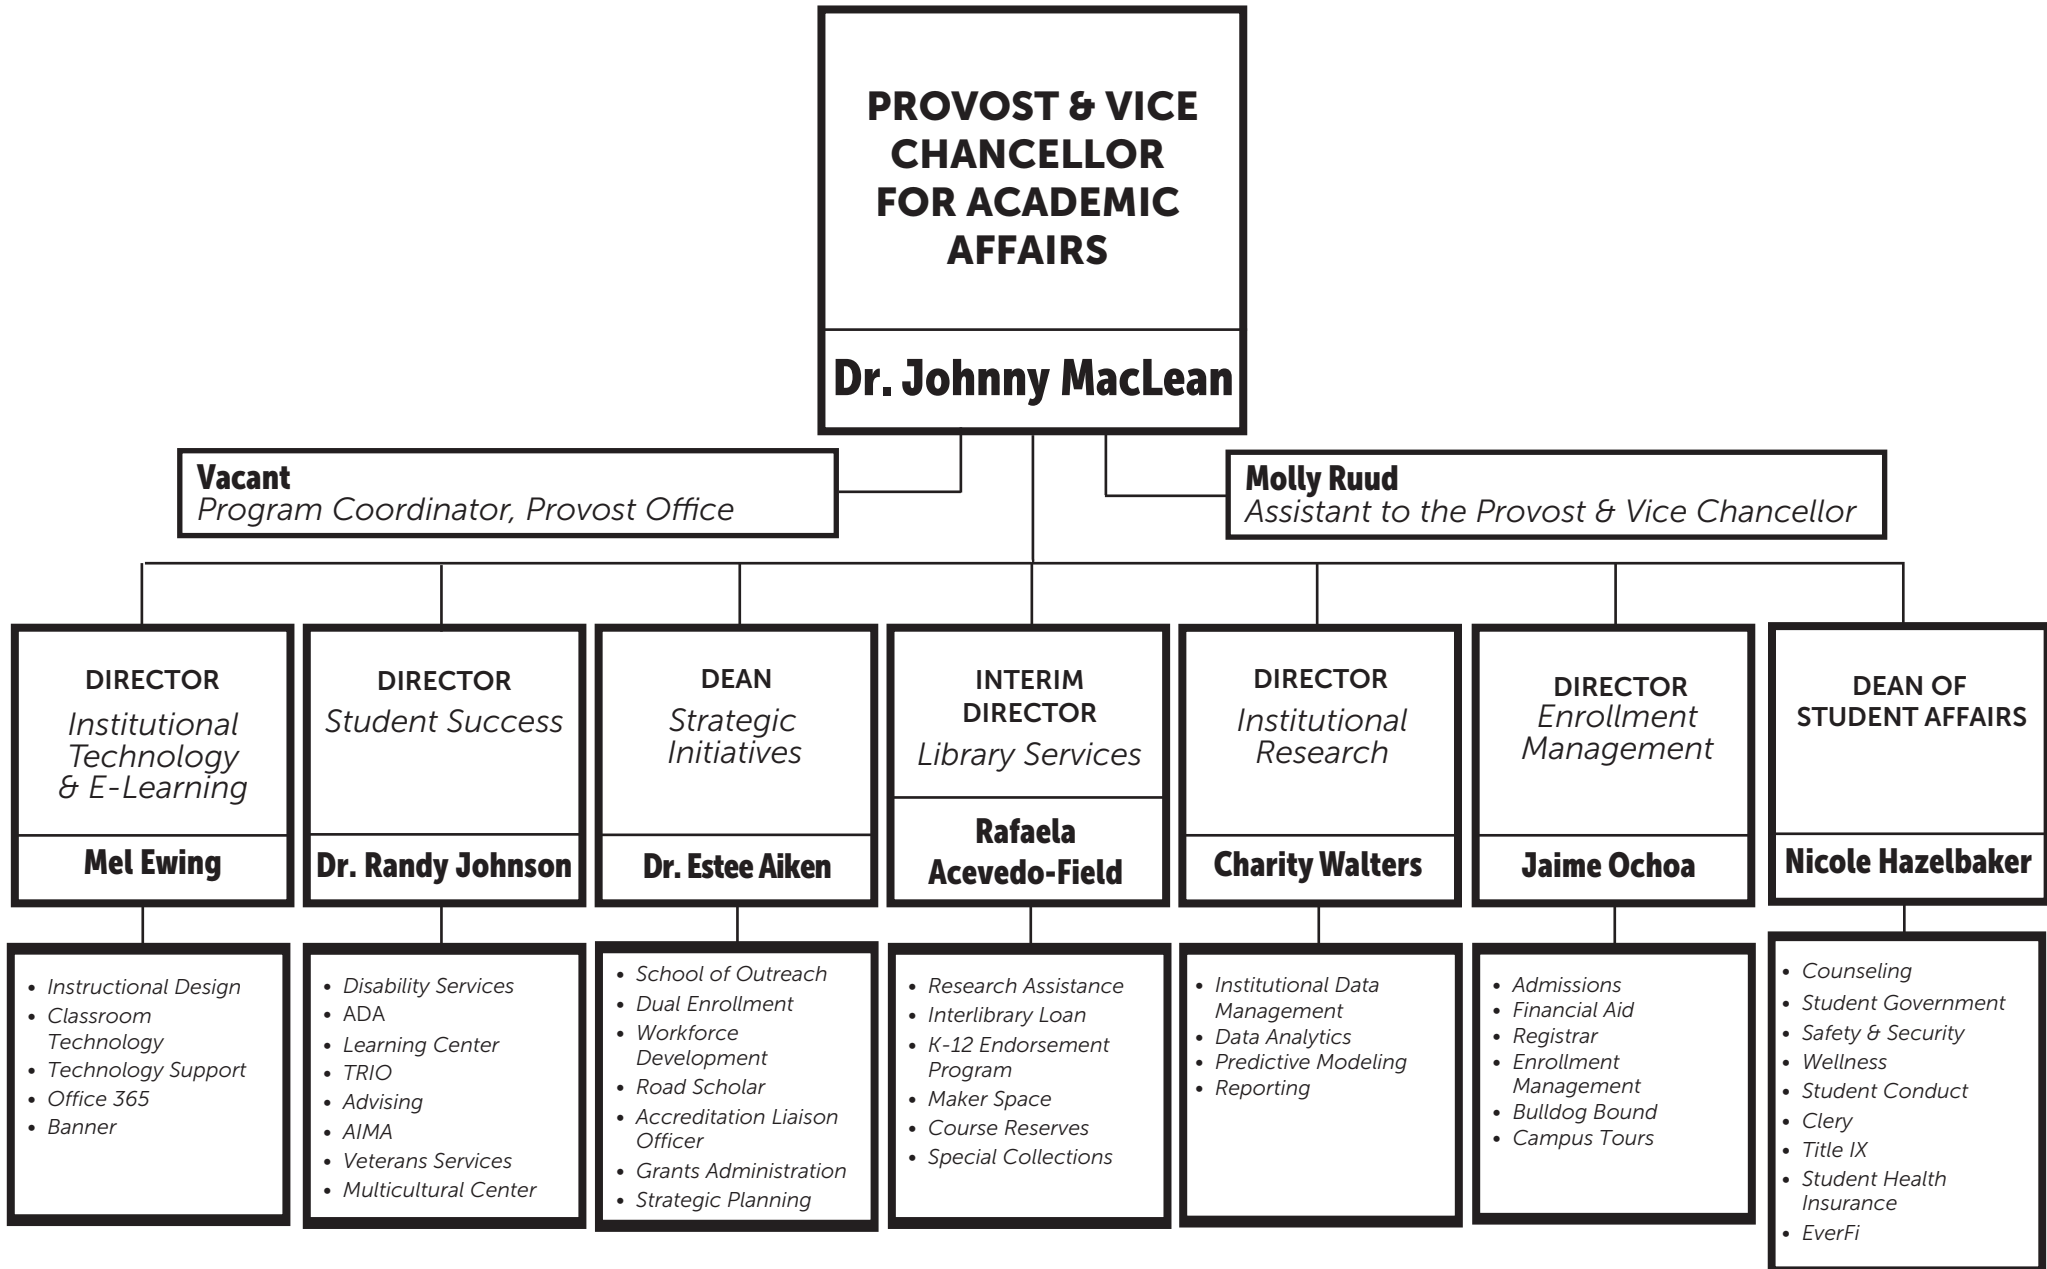 PROVOST & VICE
CHANCELLOR
FOR ACADEMIC
AFFAIRS
Dr. Johnny MacLean
Vacant
Program Coordinator, Provost Office
Molly Ruud
Assistant to the Provost & Vice Chancellor
DIRECTOR
Institutional
Technology
& E-Learning
Mel Ewing
• Instructional Design
• Classroom
Technology
• Technology Support
• Office 365
• Banner
DIRECTOR
Student Success
Dr. Randy Johnson
• Disability Services
• ADA
• Learning Center
• TRIO
• Advising
• AIMA
• Veterans Services
• Multicultural Center
DEAN
Strategic
Initiatives
Dr. Estee Aiken
• School of Outreach
• Dual Enrollment
• Workforce
Development
• Road Scholar
• Accreditation Liaison
Officer
• Grants Administration
• Strategic Planning
INTERIM
DIRECTOR
Library Services
Rafaela
Acevedo-Field
• Research Assistance
• Interlibrary Loan
• K-12 Endorsement
Program
• Maker Space
• Course Reserves
• Special Collections
DIRECTOR
Institutional
Research
Charity Walters
• Institutional Data
Management
• Data Analytics
• Predictive Modeling
• Reporting
DIRECTOR
Enrollment
Management
Jaime Ochoa
• Admissions
• Financial Aid
• Registrar
• Enrollment
Management
• Bulldog Bound
• Campus Tours
DEAN OF
STUDENT AFFAIRS
Nicole Hazelbaker
• Counseling
• Student Government
• Safety & Security
• Wellness
• Student Conduct
• Clery
• Title IX
• Student Health
Insurance
• EverFi